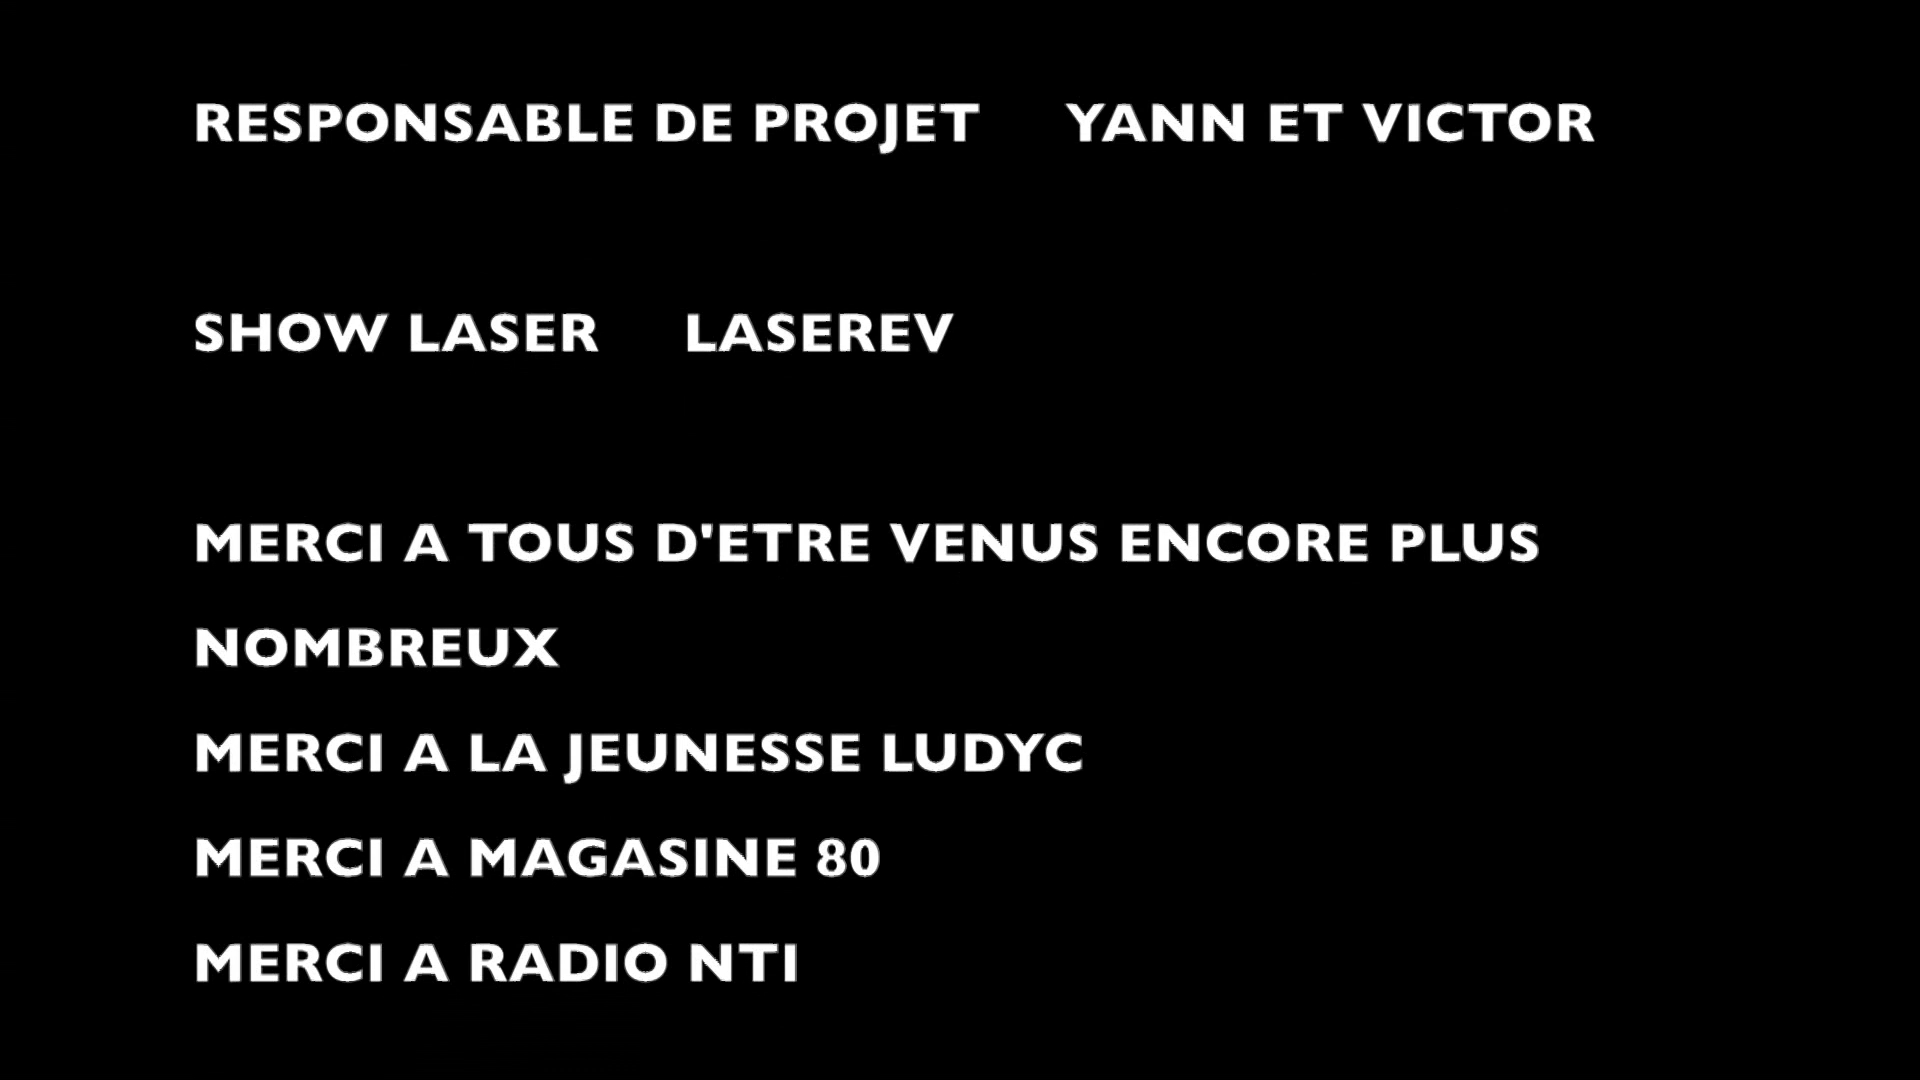 RESPONSABLE DE PROJET YANN ET VICTOR
SHOW LASER LASEREV
MERCI A TOUS D'ETRE VENUS ENCORE PLUS
NOMBREUX
MERCI A LA JEUNESSE LUDYC
MERCI A MAGASINE 80
MERCI A RADIO NTI